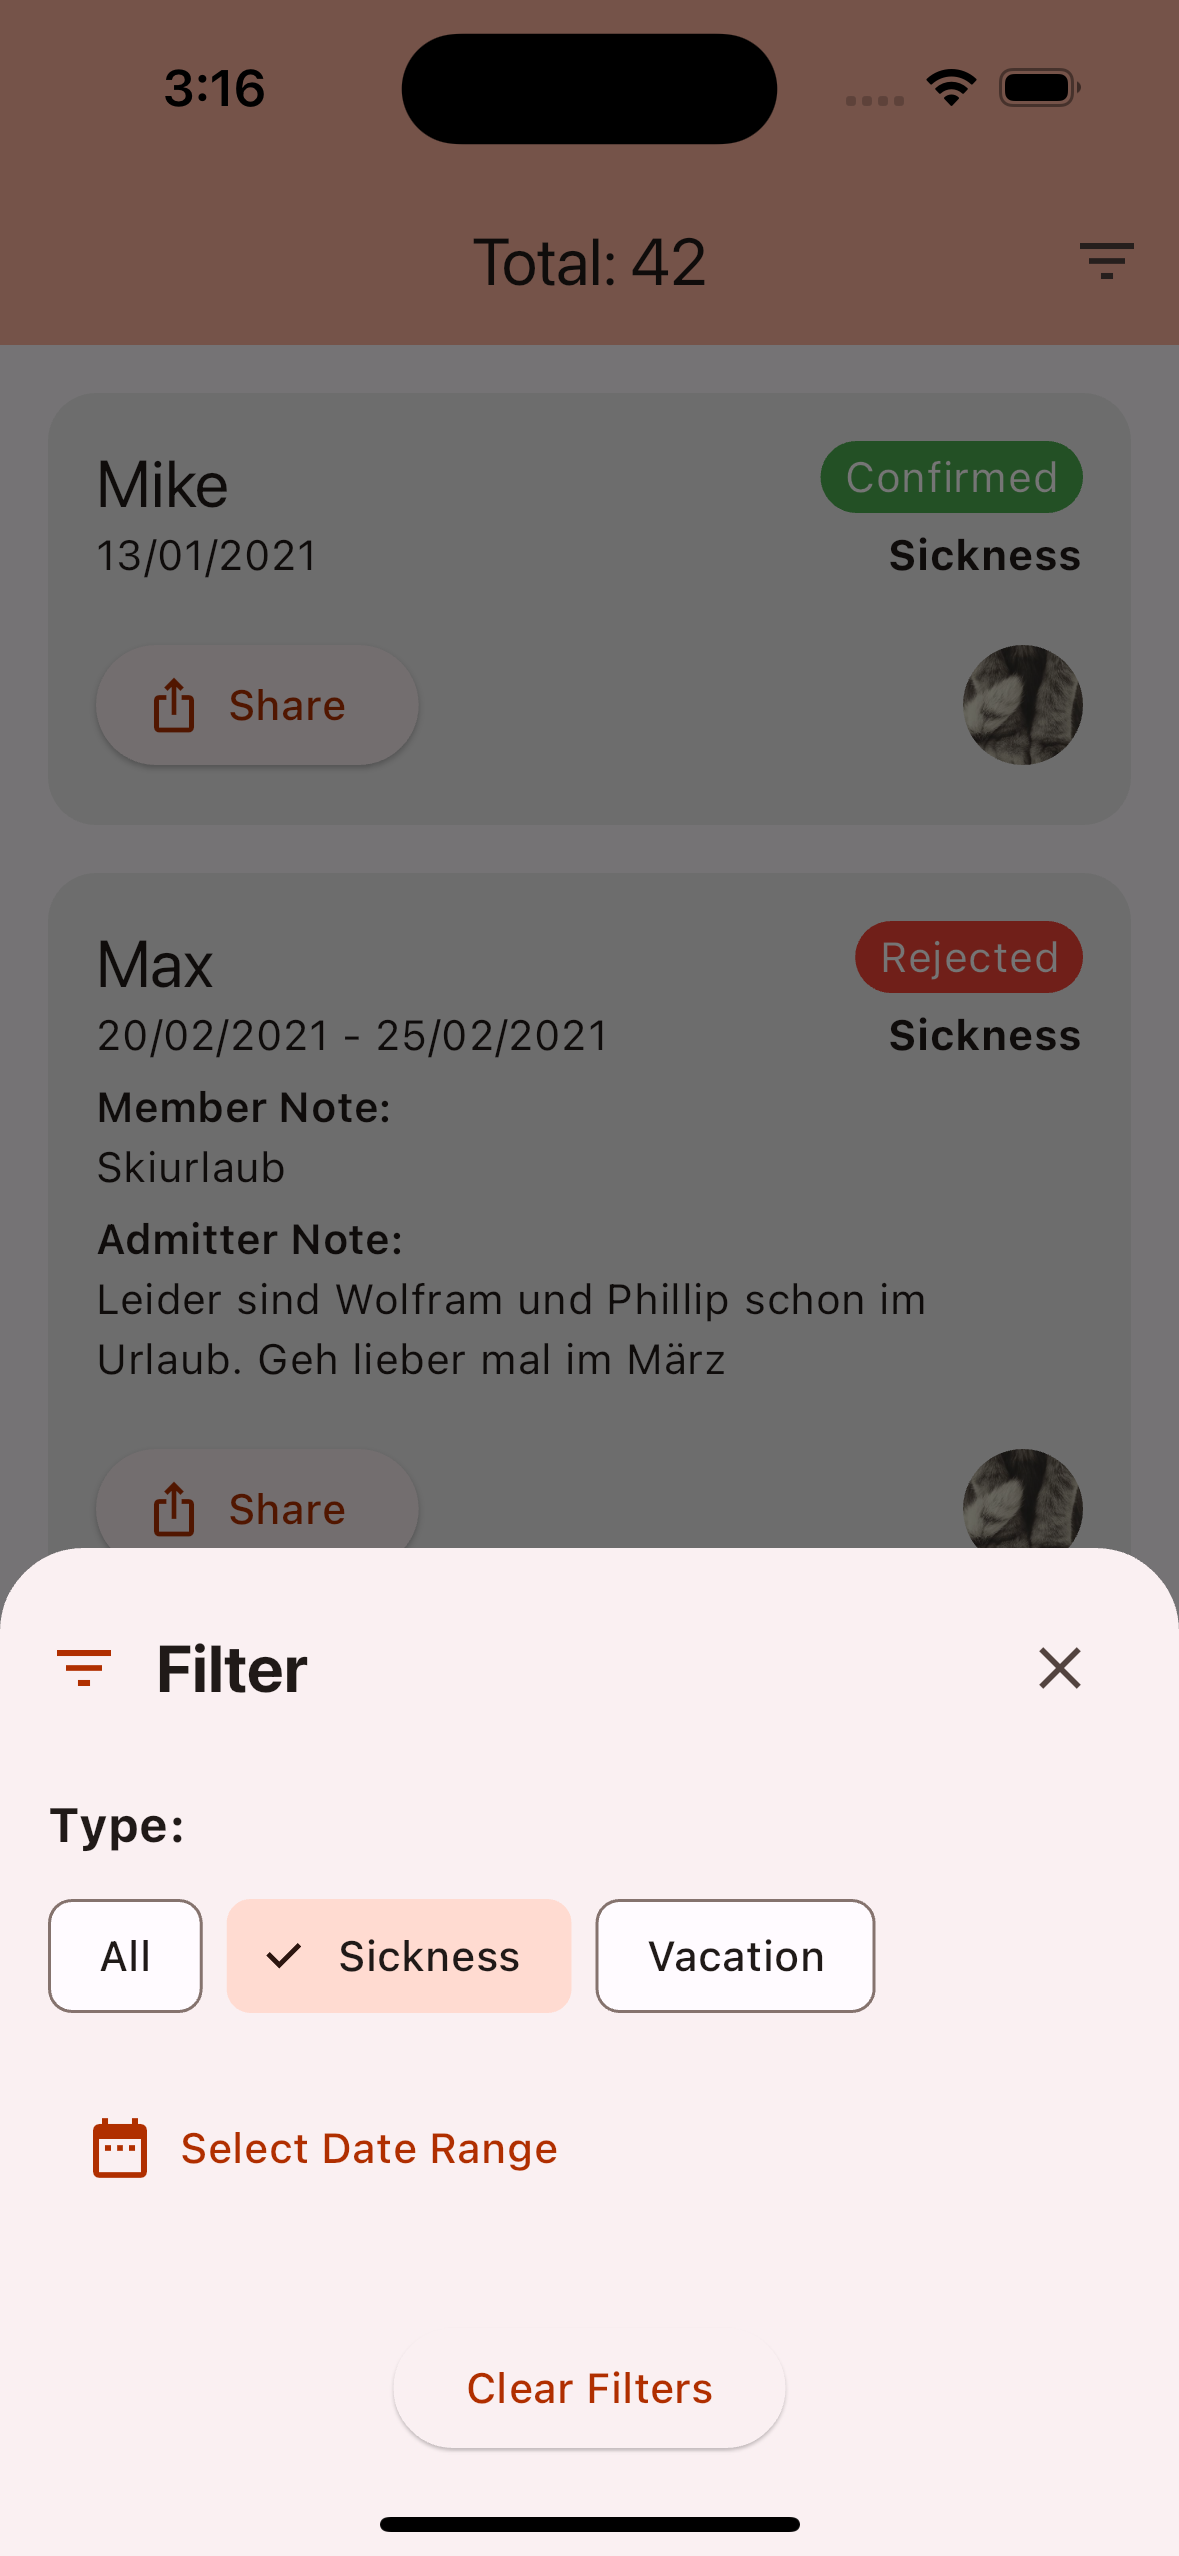 3:16
Total: 42
Mike
Confirmed
13/01/2021
Sickness
Share
Max
Rejected
20/02/2021 - 25/02/2021
Sickness
Member Note:
Skiurlaub
Admitter Note:
Leider sind Wolfram und Phillip schon im
Urlaub. Geh lieber mal im März
Share
Filter
Type:
All
Sickness
Vacation
Select Date Range
Clear Filters